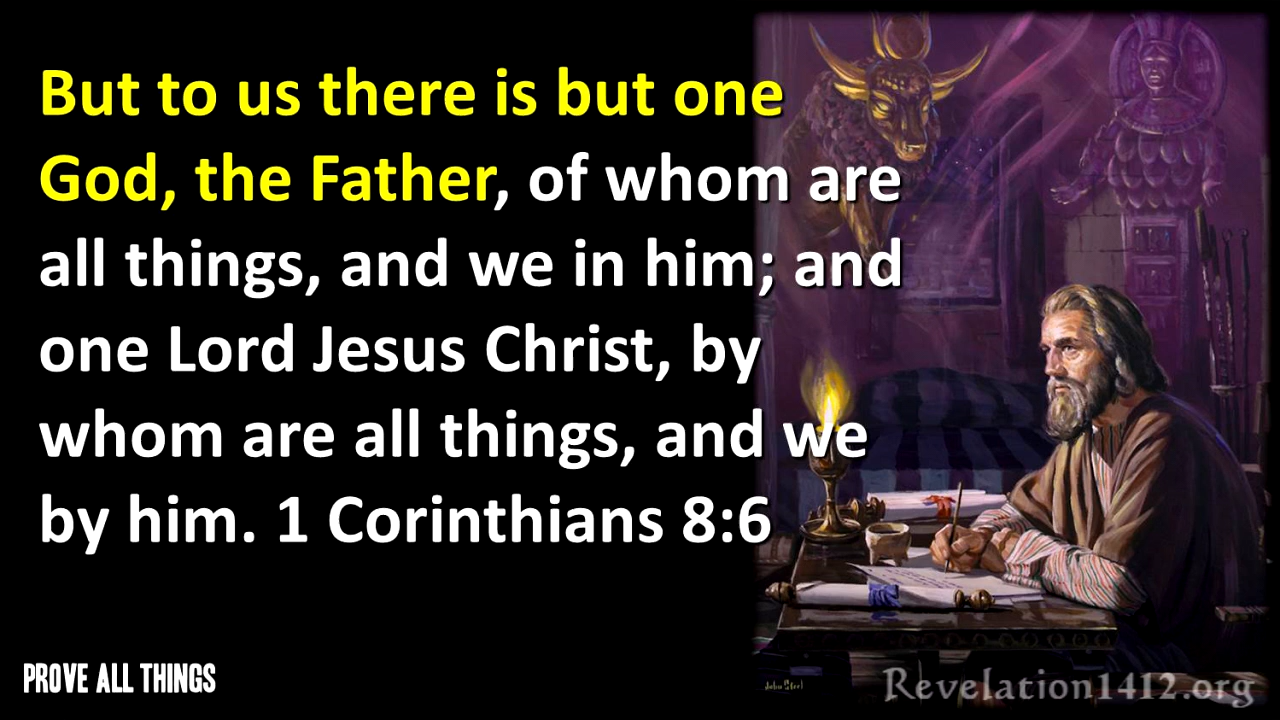 But to us there is but one
God, the Father, of whom are
all things, and we in him; and
one Lord Jesus Christ, by
whom are all things, and we
by him. 1 Corinthians 8:6
PROVE ALL THINGS
Revelation1412.org